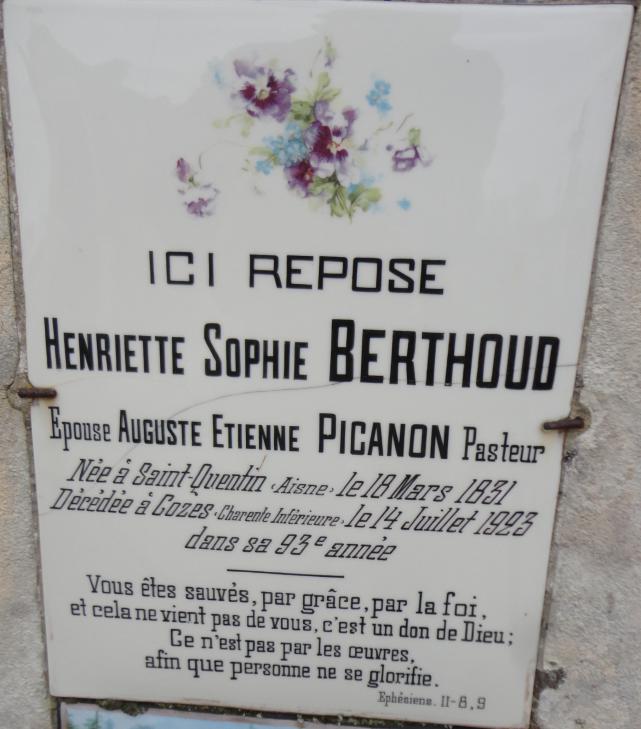 ICI REPOSE
HENRIETTE SOPHIE BERTHOUD
Epouse AUGUSTE ETIENNE PICANON Pasteur
Née à Saint-Quentin (Aisne) le 18 Mars 1831
Décédée à Cozès (Charente Inférieure) le 14 Juillet 1923
dans sa 93e année
Vous êtes sauvés, par grâce, par la foi,
et cela ne vient pas de vous, c'est un don de Dieu;
Ce n'est pas par les œuvres,
afin que personne ne se glorifie.
Ephésiens. II-8,9